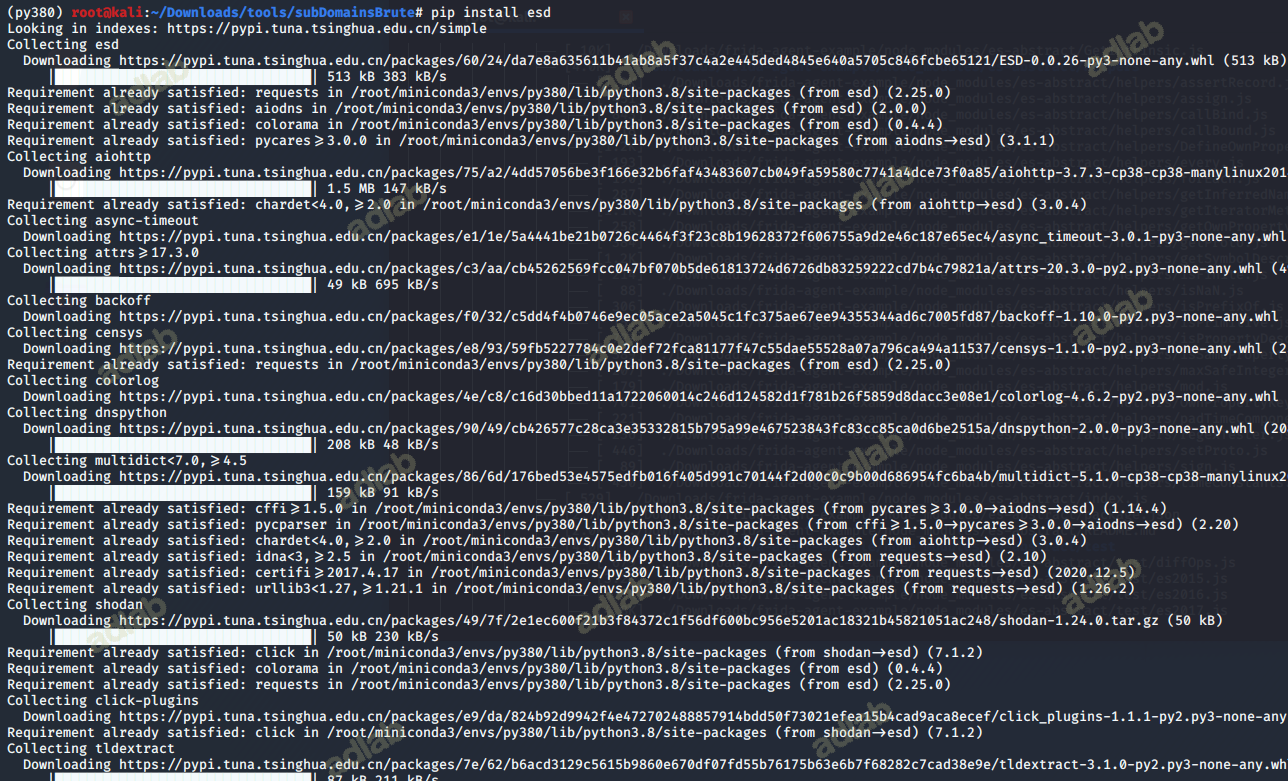 (py380) root@kali:~/Downloads/tools/subDomainsBrute# pip install esd
Looking in indexes: https://pypi.tuna.tsinghua.edu.cn/simple
Collecting esd
  Downloading https://pypi.tuna.tsinghua.edu.cn/packages/60/24/da7e8a635611b41ab8a5f37c4a2e445ded4845e640a5705c846fcbe65121/ESD-0.0.26-py3-none-any.whl (513 kB)
     |████████████████████████████████| 513 kB 383 kB/s
Requirement already satisfied: requests in /root/miniconda3/envs/py380/lib/python3.8/site-packages (from esd) (2.25.0)
Requirement already satisfied: aiodns in /root/miniconda3/envs/py380/lib/python3.8/site-packages (from esd) (2.0.0)
Requirement already satisfied: colorama in /root/miniconda3/envs/py380/lib/python3.8/site-packages (from esd) (0.4.4)
Requirement already satisfied: pycares≥3.0.0 in /root/miniconda3/envs/py380/lib/python3.8/site-packages (from aiodns→esd) (3.1.1)
Collecting aiohttp
  Downloading https://pypi.tuna.tsinghua.edu.cn/packages/75/a2/4dd57056be3f166e32b6faf43483607cb049fa59580c7741a4dce73f0a85/aiohttp-3.7.3-cp38-cp38-manylinux201
     |████████████████████████████████| 1.5 MB 147 kB/s
Requirement already satisfied: chardet<4.0,≥2.0 in /root/miniconda3/envs/py380/lib/python3.8/site-packages (from aiohttp→esd) (3.0.4)
Collecting async-timeout
  Downloading https://pypi.tuna.tsinghua.edu.cn/packages/e1/1e/5a4441be21b0726c4464f3f23c8b19628372f606755a9d2e46c187e65ec4/async_timeout-3.0.1-py3-none-any.whl
Collecting attrs≥17.3.0
  Downloading https://pypi.tuna.tsinghua.edu.cn/packages/c3/aa/cb45262569fcc047bf070b5de61813724d6726db83259222cd7b4c79821a/attrs-20.3.0-py2.py3-none-any.whl (4
     |████████████████████████████████| 49 kB 695 kB/s
Collecting backoff
  Downloading https://pypi.tuna.tsinghua.edu.cn/packages/f0/32/c5dd4f4b0746e9ec05ace2a5045c1fc375ae67ee94355344ad6c7005fd87/backoff-1.10.0-py2.py3-none-any.whl
Collecting censys
  Downloading https://pypi.tuna.tsinghua.edu.cn/packages/e8/93/59fb5227784c0e2def72fca81177f47c55dae55528a07a796ca494a11537/censys-1.1.0-py2.py3-none-any.whl (2
Requirement already satisfied: requests in /root/miniconda3/envs/py380/lib/python3.8/site-packages (from esd) (2.25.0)
Collecting colorlog
  Downloading https://pypi.tuna.tsinghua.edu.cn/packages/4e/c8/c16d30bbed11a1722060014c246d124582d1f781b26f5859d8dacc3e08e1/colorlog-4.6.2-py2.py3-none-any.whl
Collecting dnspython
  Downloading https://pypi.tuna.tsinghua.edu.cn/packages/90/49/cb426577c28ca3e35332815b795a99e467523843fc83cc85ca0d6be2515a/dnspython-2.0.0-py3-none-any.whl (20
     |████████████████████████████████| 208 kB 48 kB/s
Collecting multidict<7.0,≥4.5
  Downloading https://pypi.tuna.tsinghua.edu.cn/packages/86/6d/176bed53e4575edfb016f405d991c70144f2d00c0c9b00d686954fc6ba4b/multidict-5.1.0-cp38-cp38-manylinux2
     |████████████████████████████████| 159 kB 91 kB/s
Requirement already satisfied: cffi≥1.5.0 in /root/miniconda3/envs/py380/lib/python3.8/site-packages (from pycares≥3.0.0→aiodns→esd) (1.14.4)
Requirement already satisfied: pycparser in /root/miniconda3/envs/py380/lib/python3.8/site-packages (from cffi≥1.5.0→pycares≥3.0.0→aiodns→esd) (2.20)
Requirement already satisfied: chardet<4.0,≥2.0 in /root/miniconda3/envs/py380/lib/python3.8/site-packages (from aiohttp→esd) (3.0.4)
Requirement already satisfied: idna<3,≥2.5 in /root/miniconda3/envs/py380/lib/python3.8/site-packages (from requests→esd) (2.10)
Requirement already satisfied: certifi≥2017.4.17 in /root/miniconda3/envs/py380/lib/python3.8/site-packages (from requests→esd) (2020.12.5)
Requirement already satisfied: urllib3<1.27,≥1.21.1 in /root/miniconda3/envs/py380/lib/python3.8/site-packages (from requests→esd) (1.26.2)
Collecting shodan
  Downloading https://pypi.tuna.tsinghua.edu.cn/packages/49/7f/2e1ec600f21b3f84372c1f56df600bc956e5201ac18321b45821051ac248/shodan-1.24.0.tar.gz (50 kB)
     |████████████████████████████████| 50 kB 230 kB/s
Requirement already satisfied: click in /root/miniconda3/envs/py380/lib/python3.8/site-packages (from shodan→esd) (7.1.2)
Requirement already satisfied: colorama in /root/miniconda3/envs/py380/lib/python3.8/site-packages (from esd) (0.4.4)
Requirement already satisfied: requests in /root/miniconda3/envs/py380/lib/python3.8/site-packages (from esd) (2.25.0)
Collecting click-plugins
  Downloading https://pypi.tuna.tsinghua.edu.cn/packages/e9/da/824b92d9942f4e472702488857914bdd50f73021efea15b4cad9aca8ecef/click_plugins-1.1.1-py2.py3-none-any
Requirement already satisfied: click in /root/miniconda3/envs/py380/lib/python3.8/site-packages (from shodan→esd) (7.1.2)
Collecting tldextract
  Downloading https://pypi.tuna.tsinghua.edu.cn/packages/7e/62/b6acd3129c5615b9860e670df07fd55b76175b63e6b7f68282c7cad38e9e/tldextract-3.1.0-py2.py3-none-any.wh
     |████████████████████████████████| 87 kB 211 kB/s
adlab